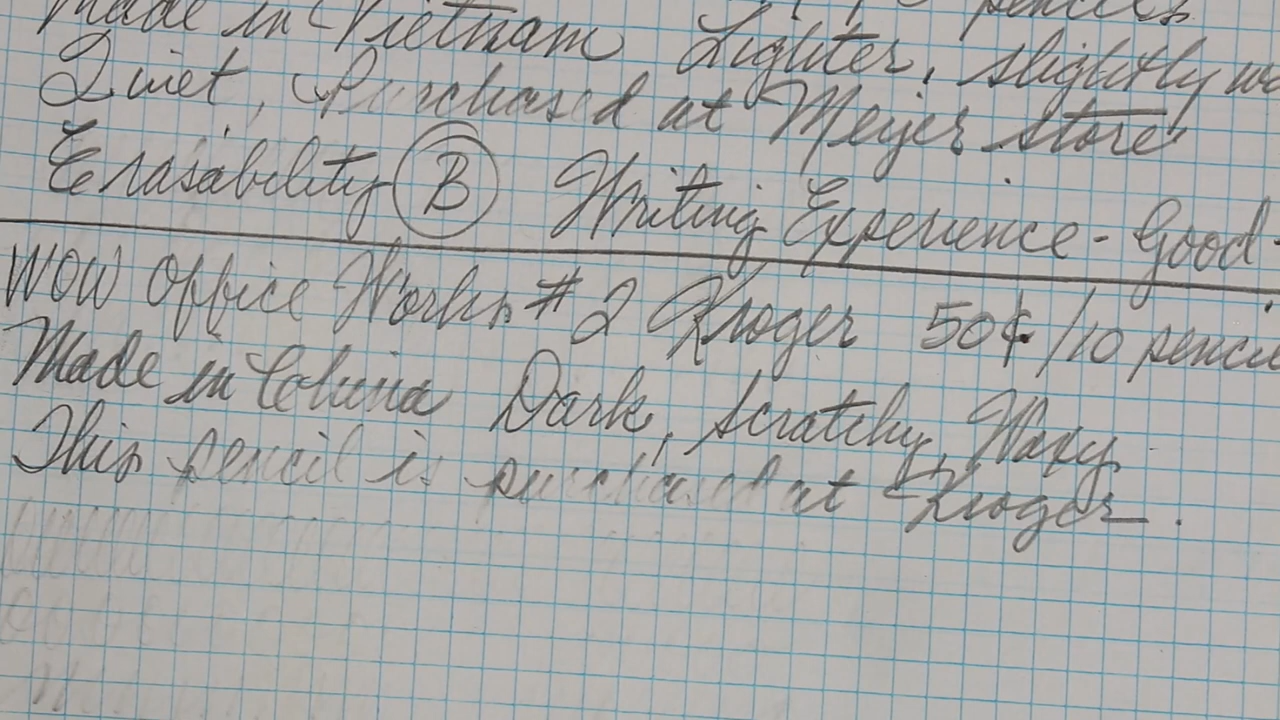 Made in Vietnam Lighter, slightly
Quiet, Purchased at Meijer store
Erasability B Writing Experience - Good
WOW Office Works #2 Kroger 50¢/10 pencil
Made in China Dark, Scratchy, Waxy
This pencil is purchased at Kroger.